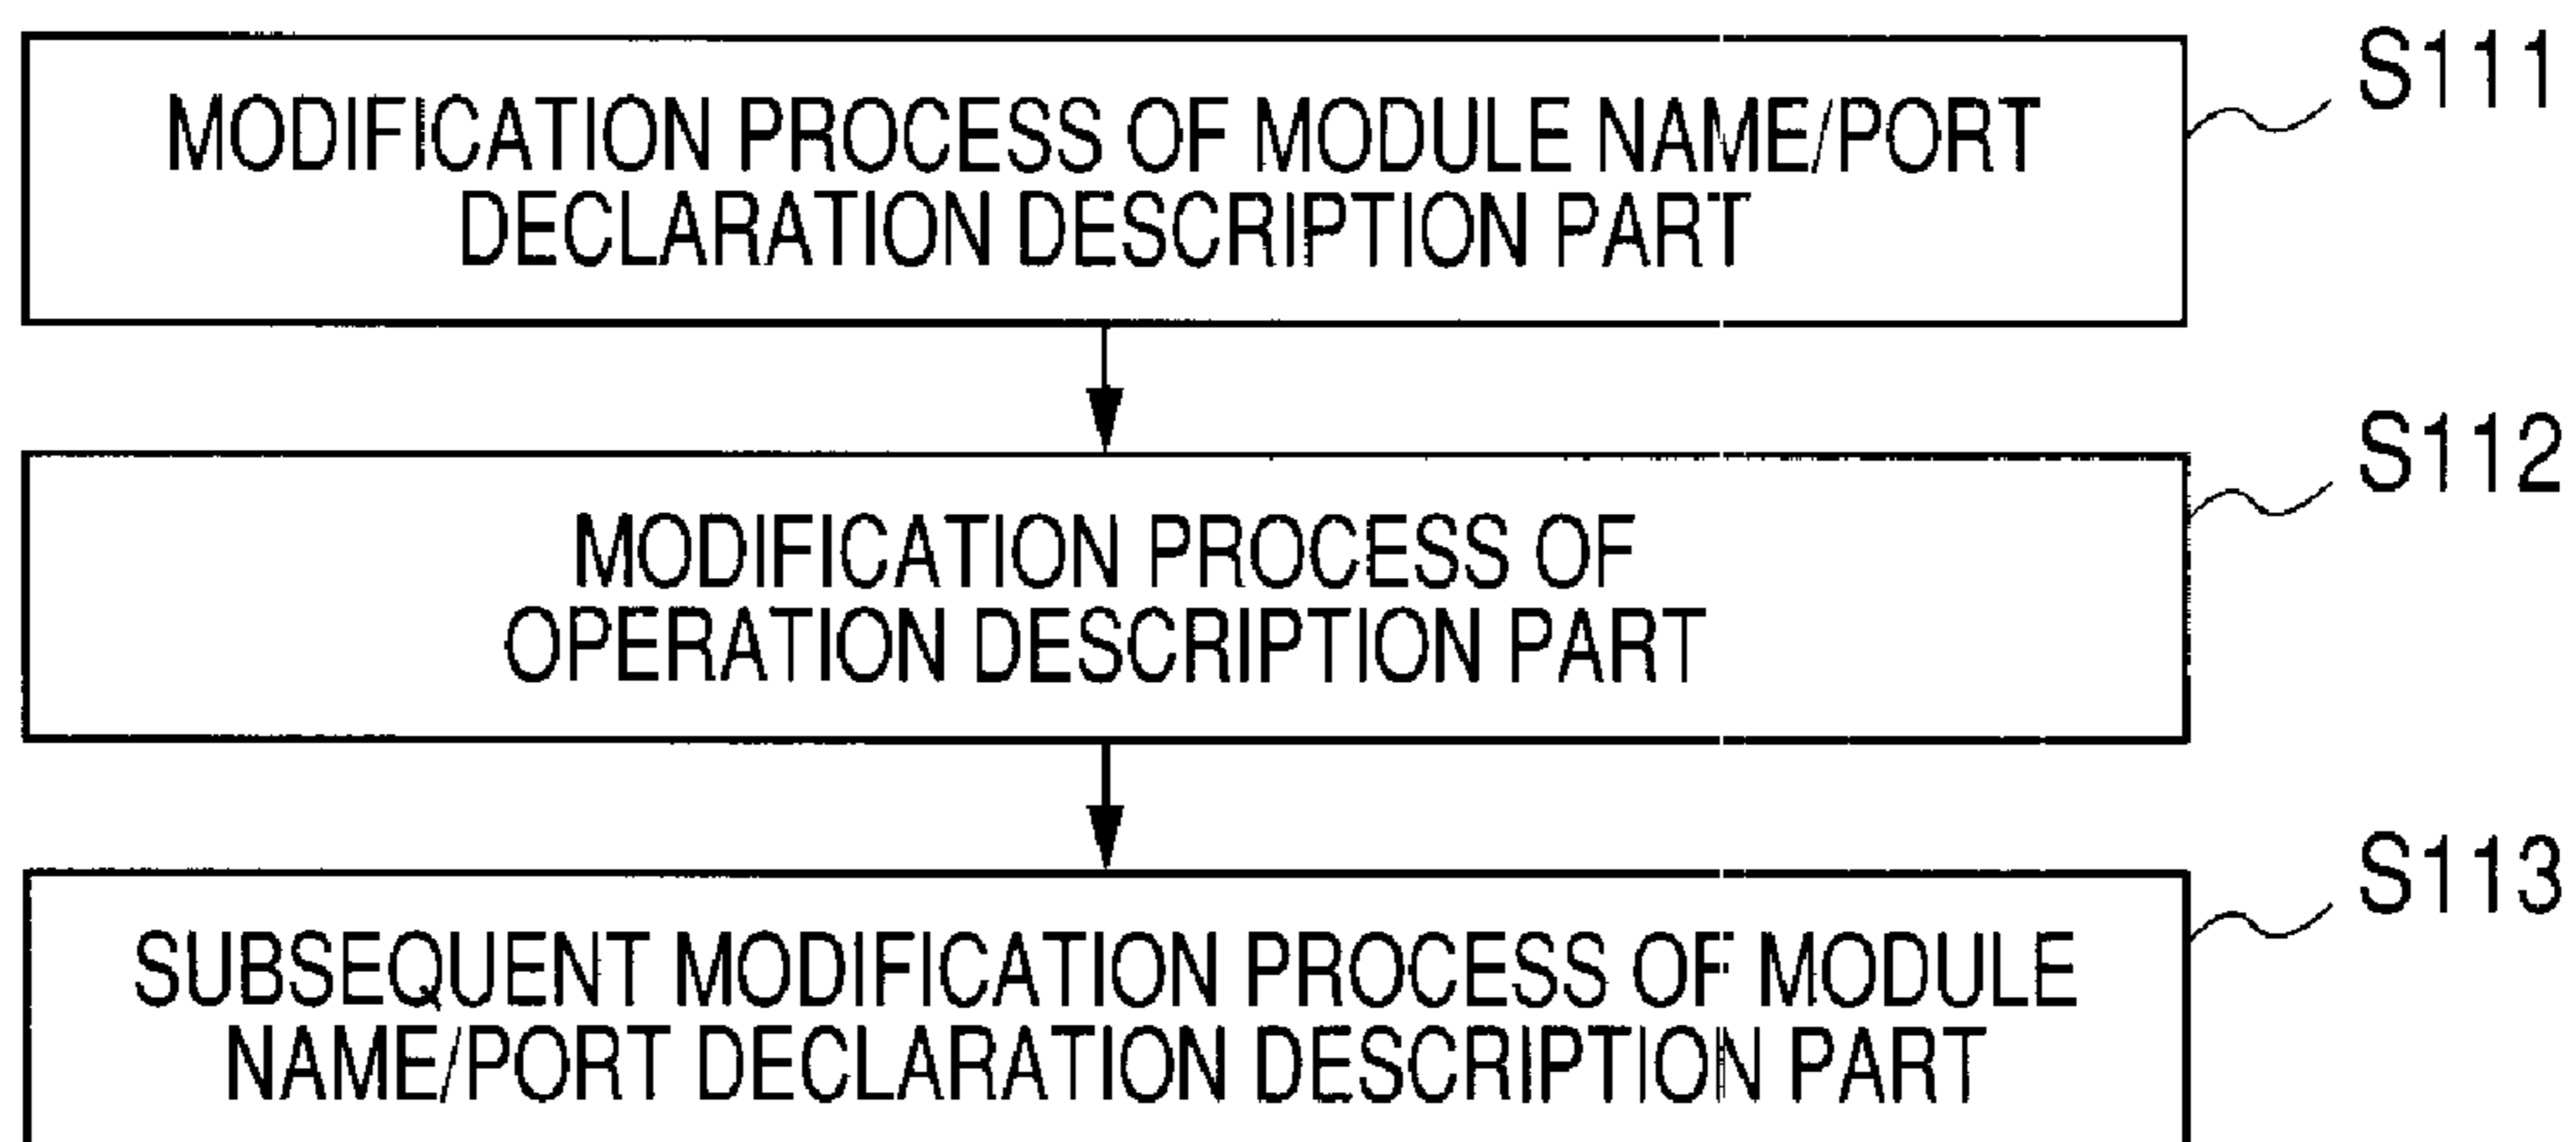 S111
MODIFICATION PROCESS OF MODULE NAME/PORT
DECLARATION DESCRIPTION PART
S112
MODIFICATION PROCESS OF
OPERATION DESCRIPTION PART
S113
SUBSEQUENT MODIFICATION PROCESS OF MODULE
NAME/PORT DECLARATION DESCRIPTION PART